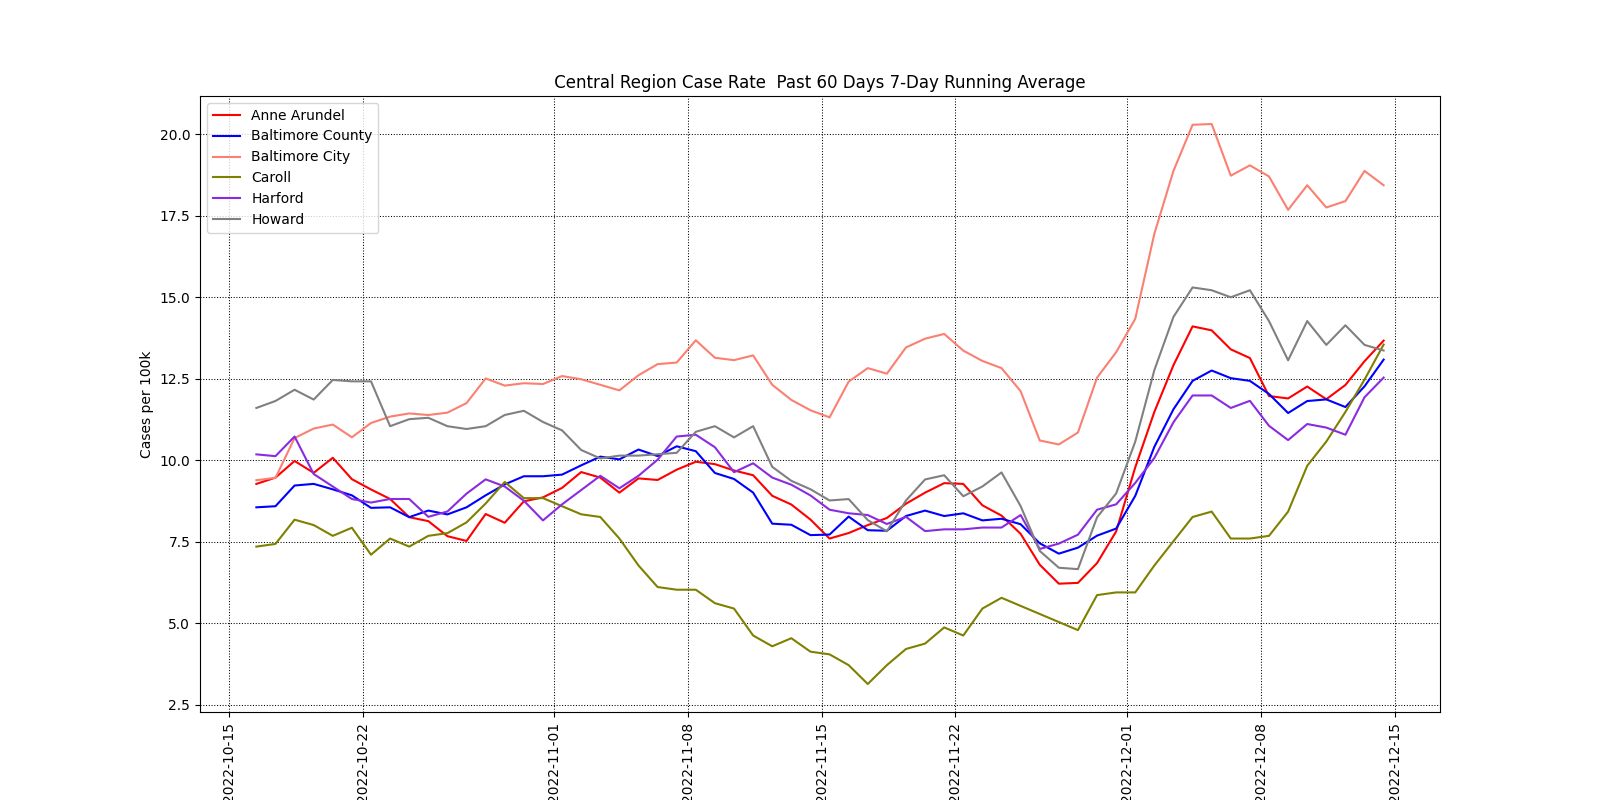 Central Region Case Rate  Past 60 Days 7-Day Running Average
Anne Arundel
Baltimore County
Baltimore City
Caroll
Harford
Howard
Cases per 100k
20.0
17.5
15.0
12.5
10.0
7.5
5.0
2.5
2022-10-15
2022-10-22
2022-11-01
2022-11-08
2022-11-15
2022-11-22
2022-12-01
2022-12-08
2022-12-15